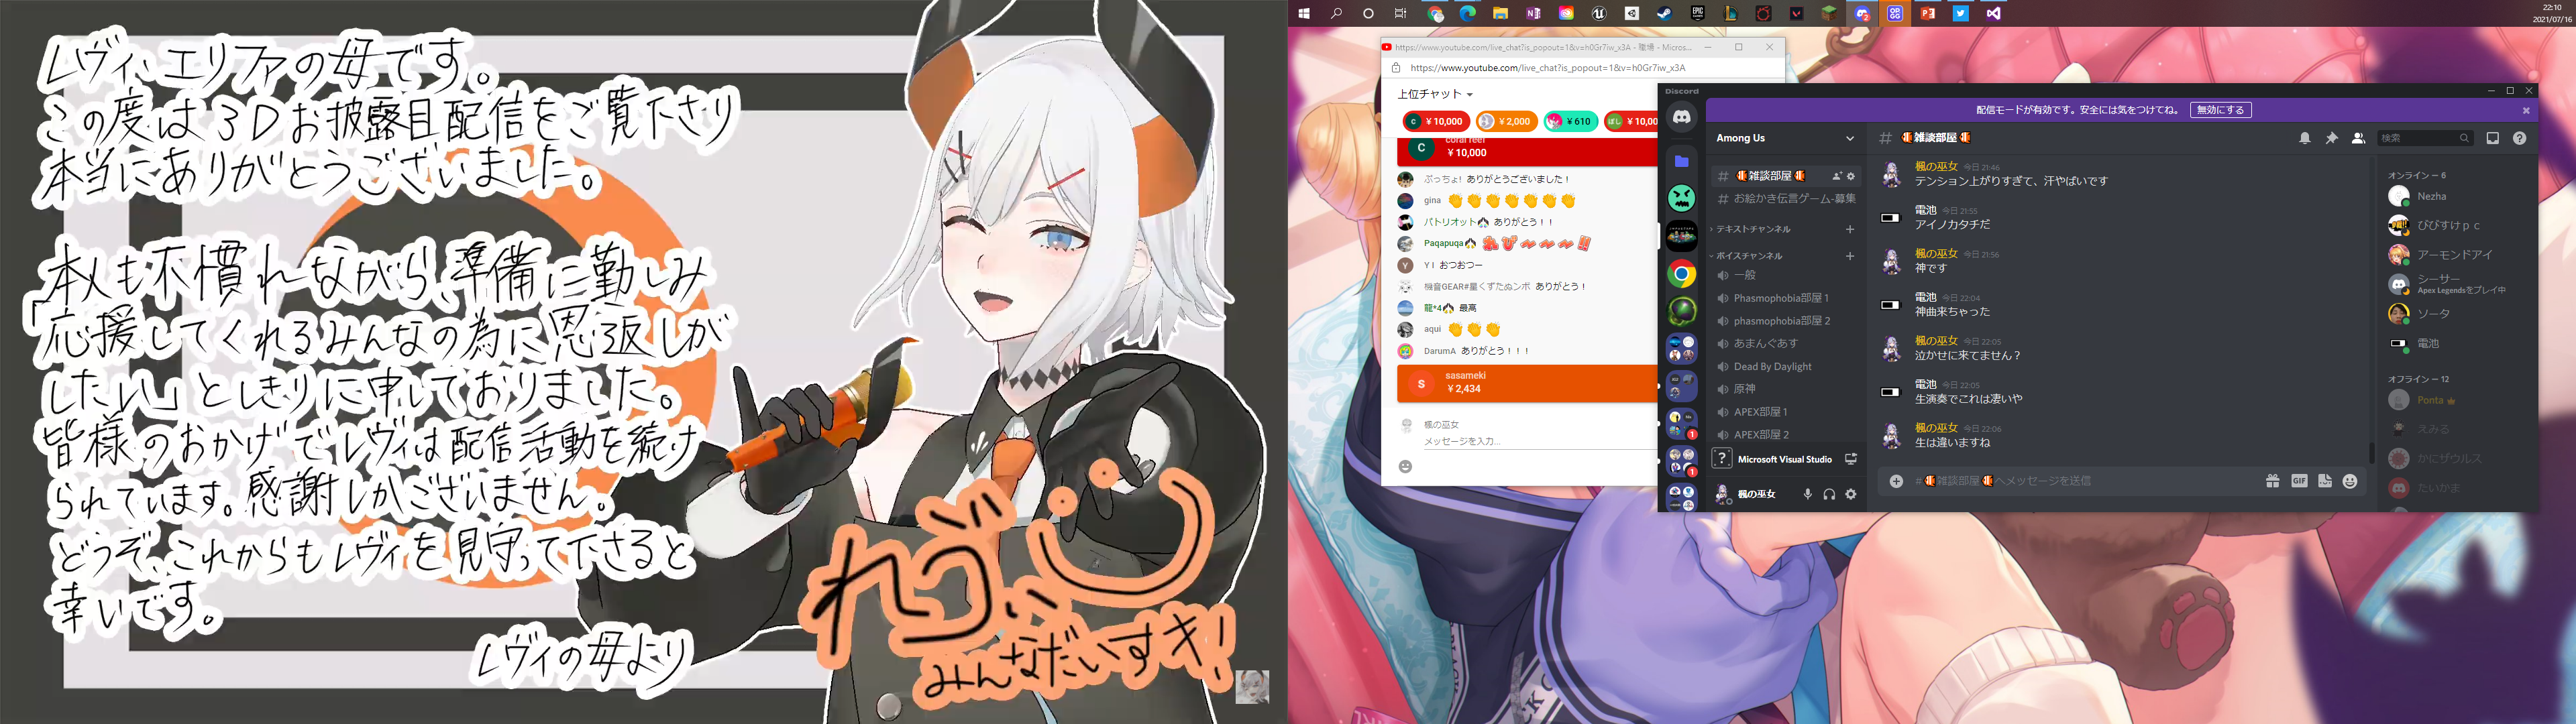 レヴィ・エリファの母です。
この度は3Dお披露目配信をご覧下さり
本当にありがとうございました。
本人も不慣れながら、準備に勤しみ
「応援してくれるみんなの為に恩返しが
したい」としきりに申しておりました。
皆様のおかげでレヴィは配信活動を続け
られています。感謝しかございません。
どうぞ、これからもレヴィを見守って下さると
幸いです。
レヴィの母より
れゔぃ
みんなだいすキ!
22:10
2021/07/16
https://www.youtube.com/live_chat?is_popout=1&v=h0Gr7iw_x3A - 職場 - Micros...
https://www.youtube.com/live_chat?is_popout=1&v=h0Gr7iw_x3A
上位チャット
C ¥10,000
¥2,000
¥610
ぽし ¥10,00
C coral reef
¥10,000
ぷっちょ! ありがとうございました!
gina
パトリオット ありがとう!!
Paqapuqa
Y I おつおつー
機音GEAR#星くずたぬンボ ありがとう!
龍*4 最高
aqui
DarumA ありがとう!!!
S sasameki
¥2,434
楓の巫女
メッセージを入力...
Discord
配信モードが有効です。安全には気をつけてね。 無効にする
Among Us
雑談部屋
お絵かき伝言ゲーム-募集
テキストチャンネル
ボイスチャンネル
一般
Phasmophobia部屋1
phasmophobia部屋 2
あまんぐあす
Dead By Daylight
原神
APEX部屋1
APEX部屋 2
Microsoft Visual Studio
楓の巫女
# 雑談部屋
検索
楓の巫女 今日 21:46
テンション上がりすぎて、汗やばいです
電池 今日 21:55
アイノカタチだ
楓の巫女 今日 21:56
神です
電池 今日 22:04
神曲来ちゃった
楓の巫女 今日 22:05
泣かせに来てません?
電池 今日 22:05
生演奏でこれは凄いや
楓の巫女 今日 22:06
生は違いますね
#雑談部屋へメッセージを送信
GIF
オンライン — 6
Nezha
びびすけｐｃ
アーモンドアイ
シーサー
Apex Legendsをプレイ中
ソータ
電池
オフライン — 12
Ponta
えみる
かにザウルス
たいかま